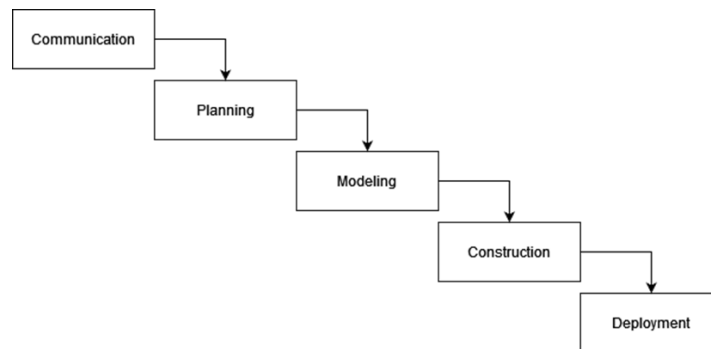 Communication
Planning
Modeling
Construction
Deployment